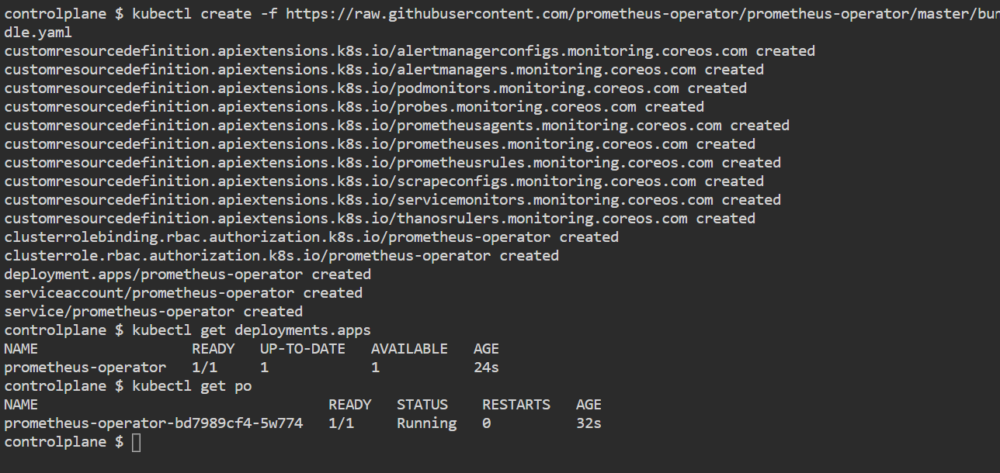 controlplane $ kubectl create -f https://raw.githubusercontent.com/prometheus-operator/prometheus-operator/master/bun
dle.yaml
customresourcedefinition.apiextensions.k8s.io/alertmanagerconfigs.monitoring.coreos.com created
customresourcedefinition.apiextensions.k8s.io/alertmanagers.monitoring.coreos.com created
customresourcedefinition.apiextensions.k8s.io/podmonitors.monitoring.coreos.com created
customresourcedefinition.apiextensions.k8s.io/probes.monitoring.coreos.com created
customresourcedefinition.apiextensions.k8s.io/prometheusagents.monitoring.coreos.com created
customresourcedefinition.apiextensions.k8s.io/prometheuses.monitoring.coreos.com created
customresourcedefinition.apiextensions.k8s.io/prometheusrules.monitoring.coreos.com created
customresourcedefinition.apiextensions.k8s.io/scrapeconfigs.monitoring.coreos.com created
customresourcedefinition.apiextensions.k8s.io/servicemonitors.monitoring.coreos.com created
customresourcedefinition.apiextensions.k8s.io/thanosrulers.monitoring.coreos.com created
clusterrolebinding.rbac.authorization.k8s.io/prometheus-operator created
clusterrole.rbac.authorization.k8s.io/prometheus-operator created
deployment.apps/prometheus-operator created
serviceaccount/prometheus-operator created
service/prometheus-operator created
controlplane $ kubectl get deployments.apps
NAME                  READY   UP-TO-DATE   AVAILABLE   AGE
prometheus-operator   1/1     1            1           24s
controlplane $ kubectl get po
NAME                                  READY   STATUS    RESTARTS   AGE
prometheus-operator-bd7989cf4-5w774   1/1     Running   0          32s
controlplane $